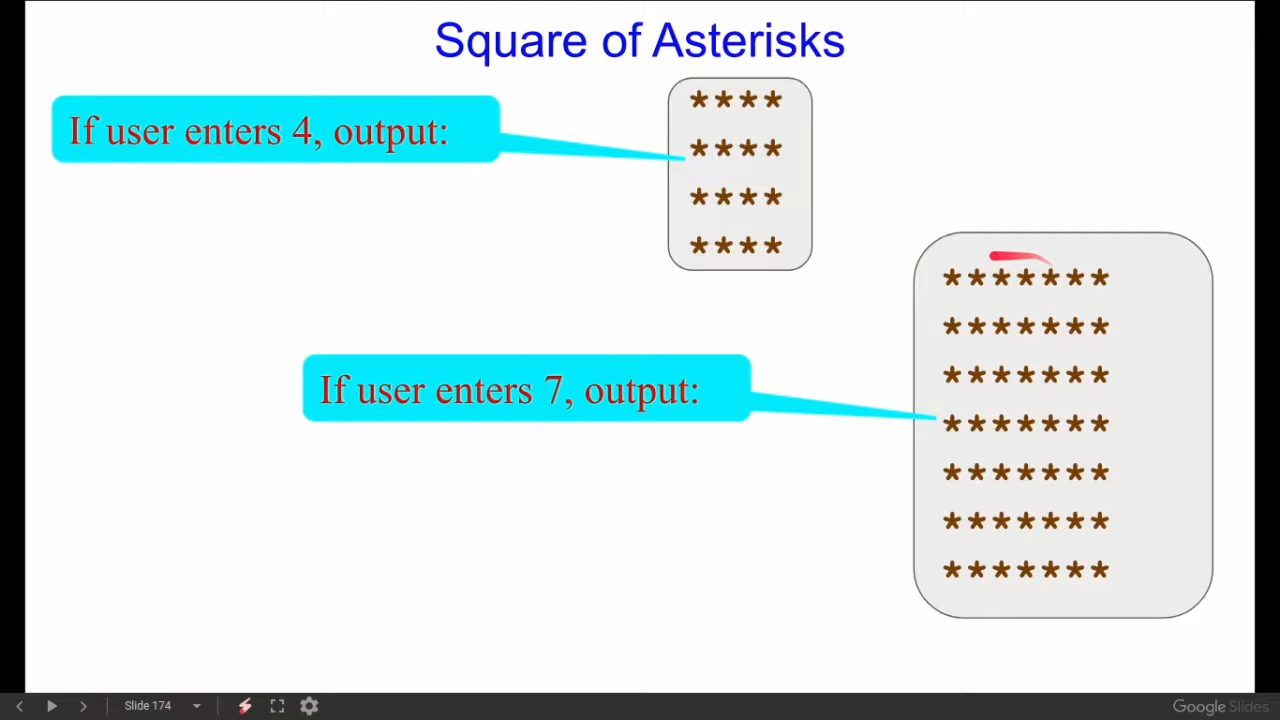 Square of Asterisks
If user enters 4, output:
****
****
****
****
If user enters 7, output:
*******
*******
*******
*******
*******
*******
*******
Slide 174
Google Slides